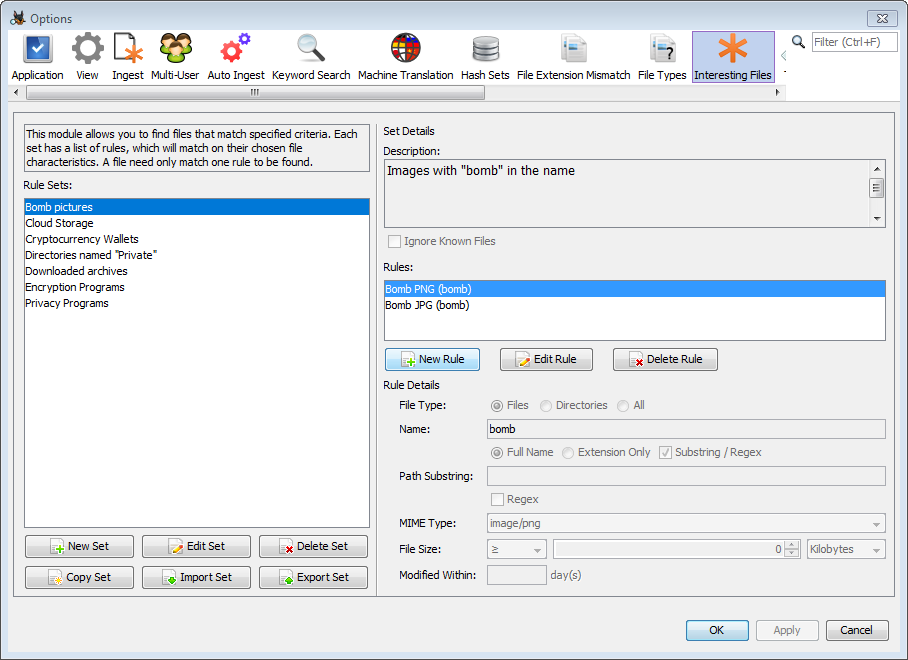 Options
Application View Ingest Multi-User Auto Ingest Keyword Search Machine Translation Hash Sets File Extension Mismatch File Types Interesting Files
Filter (Ctrl+F)
This module allows you to find files that match specified criteria. Each
set has a list of rules, which will match on their chosen file
characteristics. A file need only match one rule to be found.
Rule Sets:
Bomb pictures
Cloud Storage
Cryptocurrency Wallets
Directories named "Private"
Downloaded archives
Encryption Programs
Privacy Programs
New Set Edit Set Delete Set
Copy Set Import Set Export Set
Set Details
Description:
Images with "bomb" in the name
Ignore Known Files
Rules:
Bomb PNG (bomb)
Bomb JPG (bomb)
New Rule Edit Rule Delete Rule
Rule Details
File Type: Files Directories All
Name: bomb
Full Name Extension Only Substring / Regex
Path Substring:
Regex
MIME Type: image/png
File Size: ≥ 0 Kilobytes
Modified Within: day(s)
OK Apply Cancel